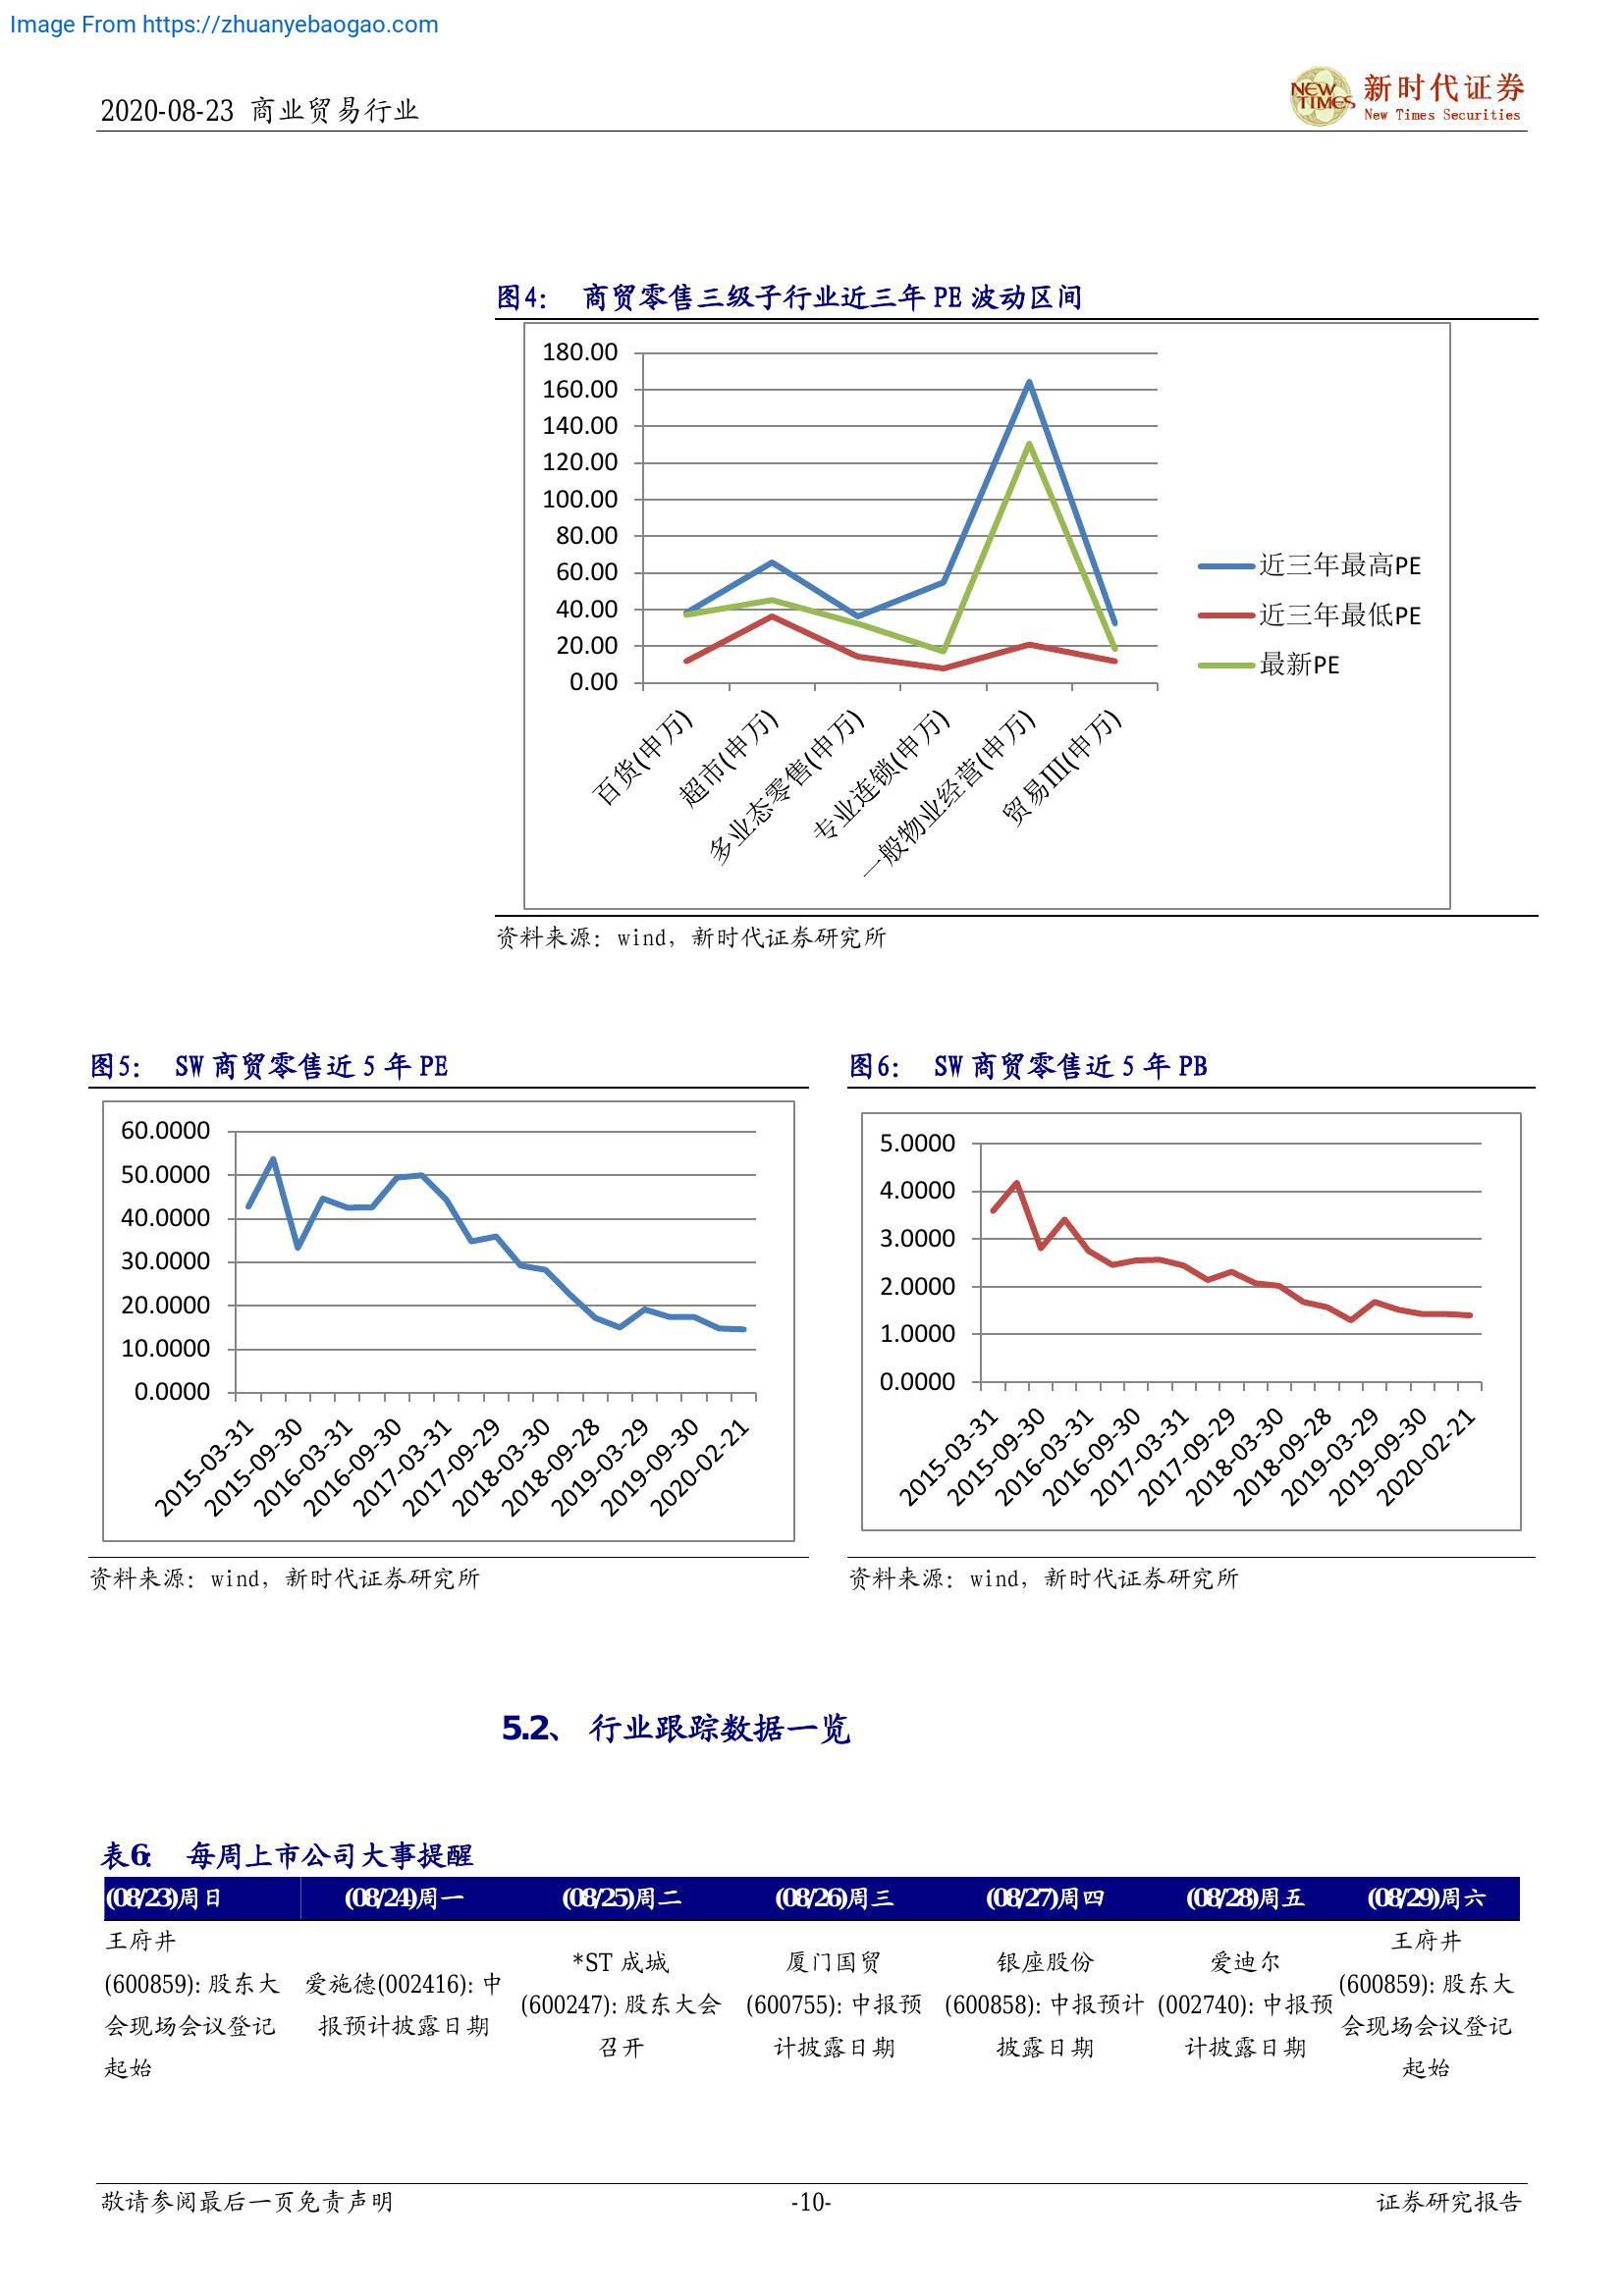 Image From https://zhuanyebaogao.com
2020-08-23 商业贸易行业
NEW TIMES
新时代证券
New Times Securities
图4： 商贸零售三级子行业近三年 PE 波动区间
180.00
160.00
140.00
120.00
100.00
80.00
60.00
40.00
20.00
0.00
近三年最高PE
近三年最低PE
最新PE
百货(申万)
超市(申万)
多业态零售(申万)
专业连锁(申万)
一般物业经营(申万)
贸易III(申万)
资料来源：wind，新时代证券研究所
图5： SW 商贸零售近 5 年 PE
60.0000
50.0000
40.0000
30.0000
20.0000
10.0000
0.0000
2015-03-31
2015-09-30
2016-03-31
2016-09-30
2017-03-31
2017-09-29
2018-03-30
2018-09-28
2019-03-29
2019-09-30
2020-02-21
资料来源：wind，新时代证券研究所
图6： SW 商贸零售近 5 年 PB
5.0000
4.0000
3.0000
2.0000
1.0000
0.0000
2015-03-31
2015-09-30
2016-03-31
2016-09-30
2017-03-31
2017-09-29
2018-03-30
2018-09-28
2019-03-29
2019-09-30
2020-02-21
资料来源：wind，新时代证券研究所
5.2、 行业跟踪数据一览
表6： 每周上市公司大事提醒
(08/23)周日 (08/24)周一 (08/25)周二 (08/26)周三 (08/27)周四 (08/28)周五 (08/29)周六
王府井
(600859): 股东大
会现场会议登记
起始
爱施德(002416): 中
报预计披露日期
*ST 成城
(600247): 股东大会
召开
厦门国贸
(600755): 中报预
计披露日期
银座股份
(600858): 中报预计
披露日期
爱迪尔
(002740): 中报预
计披露日期
王府井
(600859): 股东大
会现场会议登记
起始
敬请参阅最后一页免责声明 -10- 证券研究报告